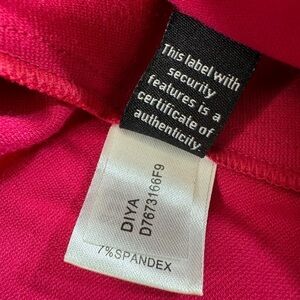 This label with
security
features is a
certificate of
authenticity.
DIYA
D7673166F9
7%SPANDEX